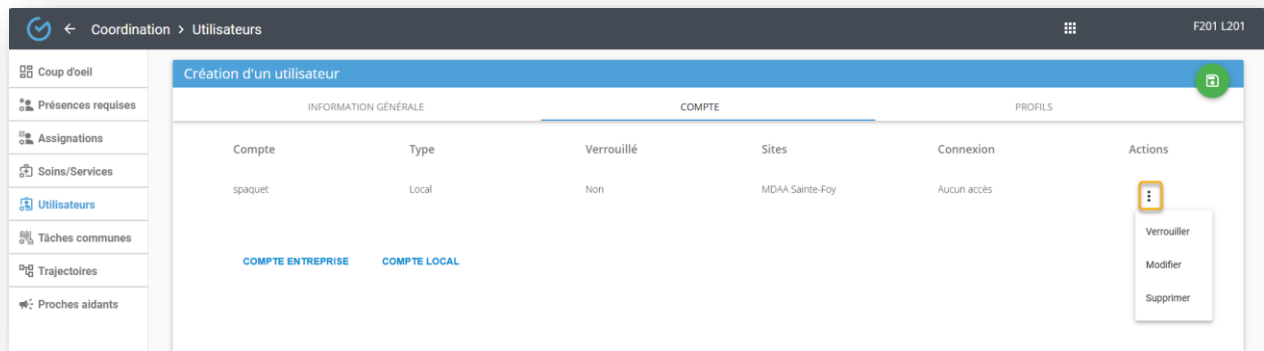 Coordination > Utilisateurs
F201 L201
Coup d'oeil
Présences requises
Assignations
Soins/Services
Utilisateurs
Tâches communes
Trajectoires
Proches aidants
Création d'un utilisateur
INFORMATION GÉNÉRALE COMPTE PROFILS
Compte Type Verrouillé Sites Connexion Actions
spaquet Local Non MDAA Sainte-Foy Aucun accès
Verrouiller
Modifier
Supprimer
COMPTE ENTREPRISE COMPTE LOCAL